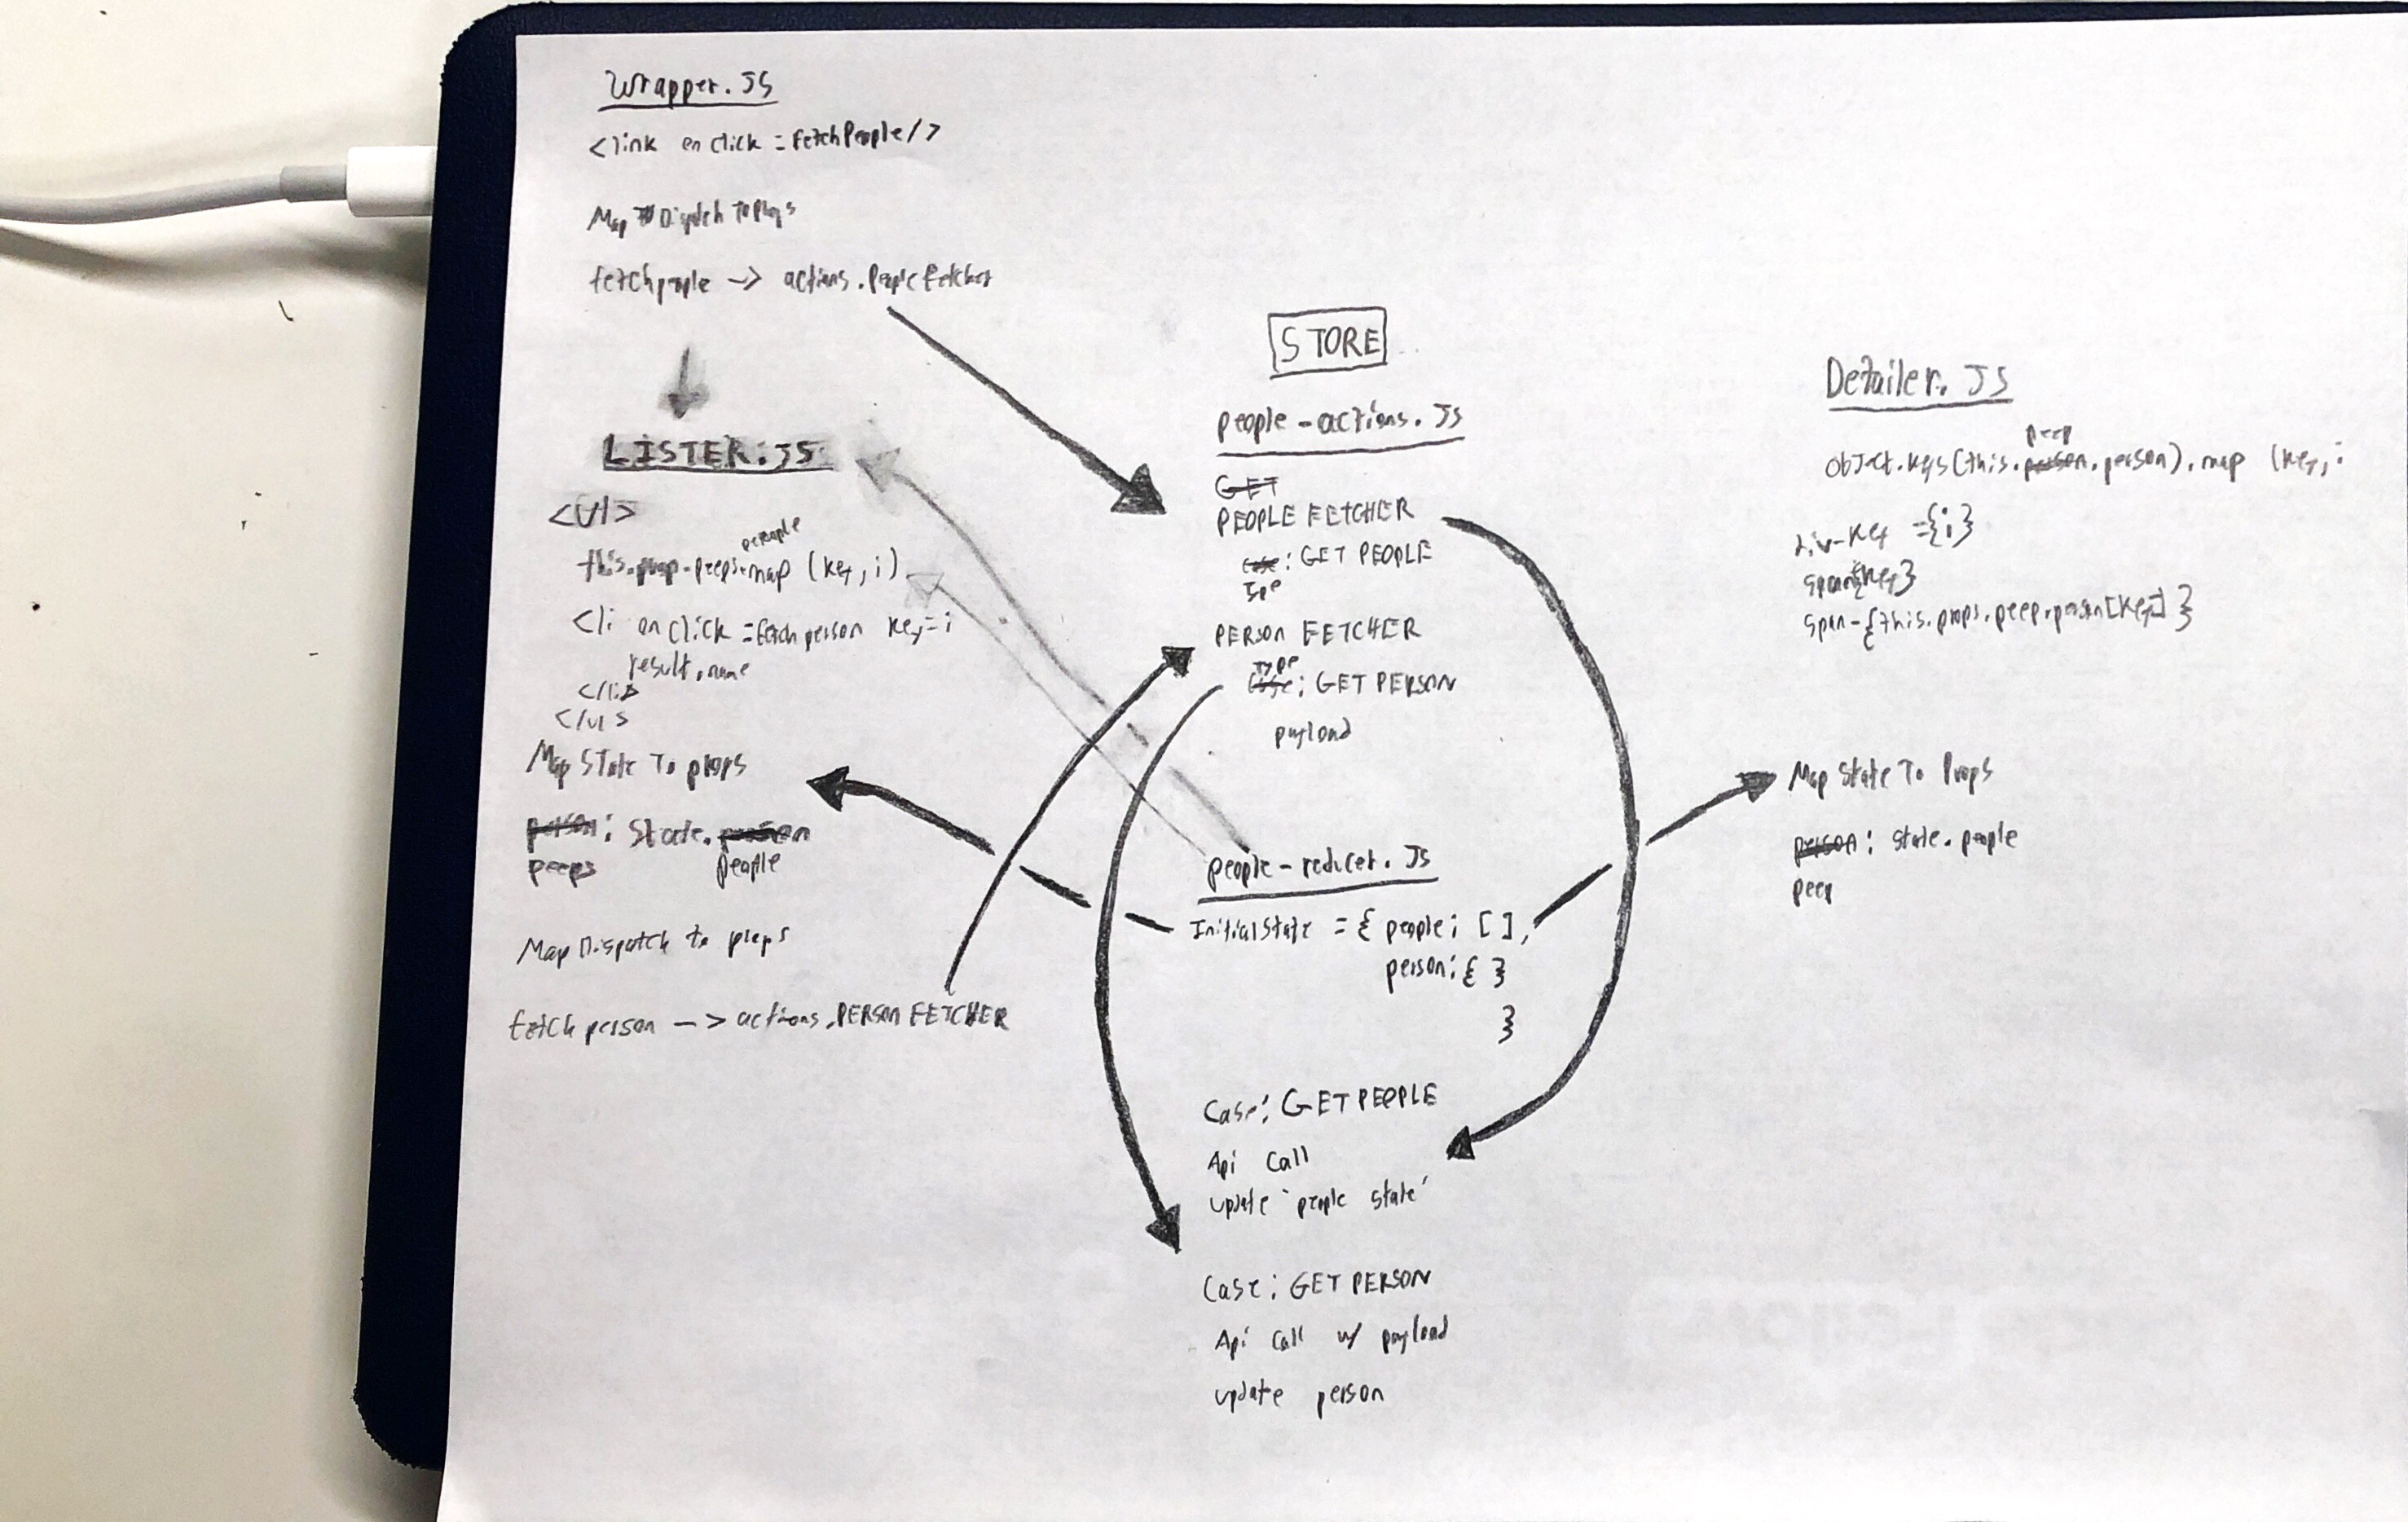 Wrapper.JS
<link onclick = fetchPeople/>
Map Dispatch To Props
fetchpeople -> actions.PeopleFetcher
LISTER.JS
<Ul>
people
this.prop.peeps.map (key, i)
<li onclick = fetch person key=i
result.name
</li>
</ul>
Map State To props
person: State.person
peeps people
Map Dispatch to props
fetch person -> actions.PERSON FETCHER
STORE
people-actions.JS
GET
PEOPLE FETCHER
case: GET PEOPLE
Type
PERSON FETCHER
Type
case: GET PERSON
payload
people-reducer.JS
InitialState = { people: [],
person: { }
}
Case: GET PEOPLE
Api Call
update 'people state'
Case: GET PERSON
Api call w/ payload
update person
Detailer.JS
peep
object.keys(this.person.person).map (key, i
div-key ={i}
span{key}
span-{this.props.peep.person[key]}
Map State To Props
person: state.people
peep